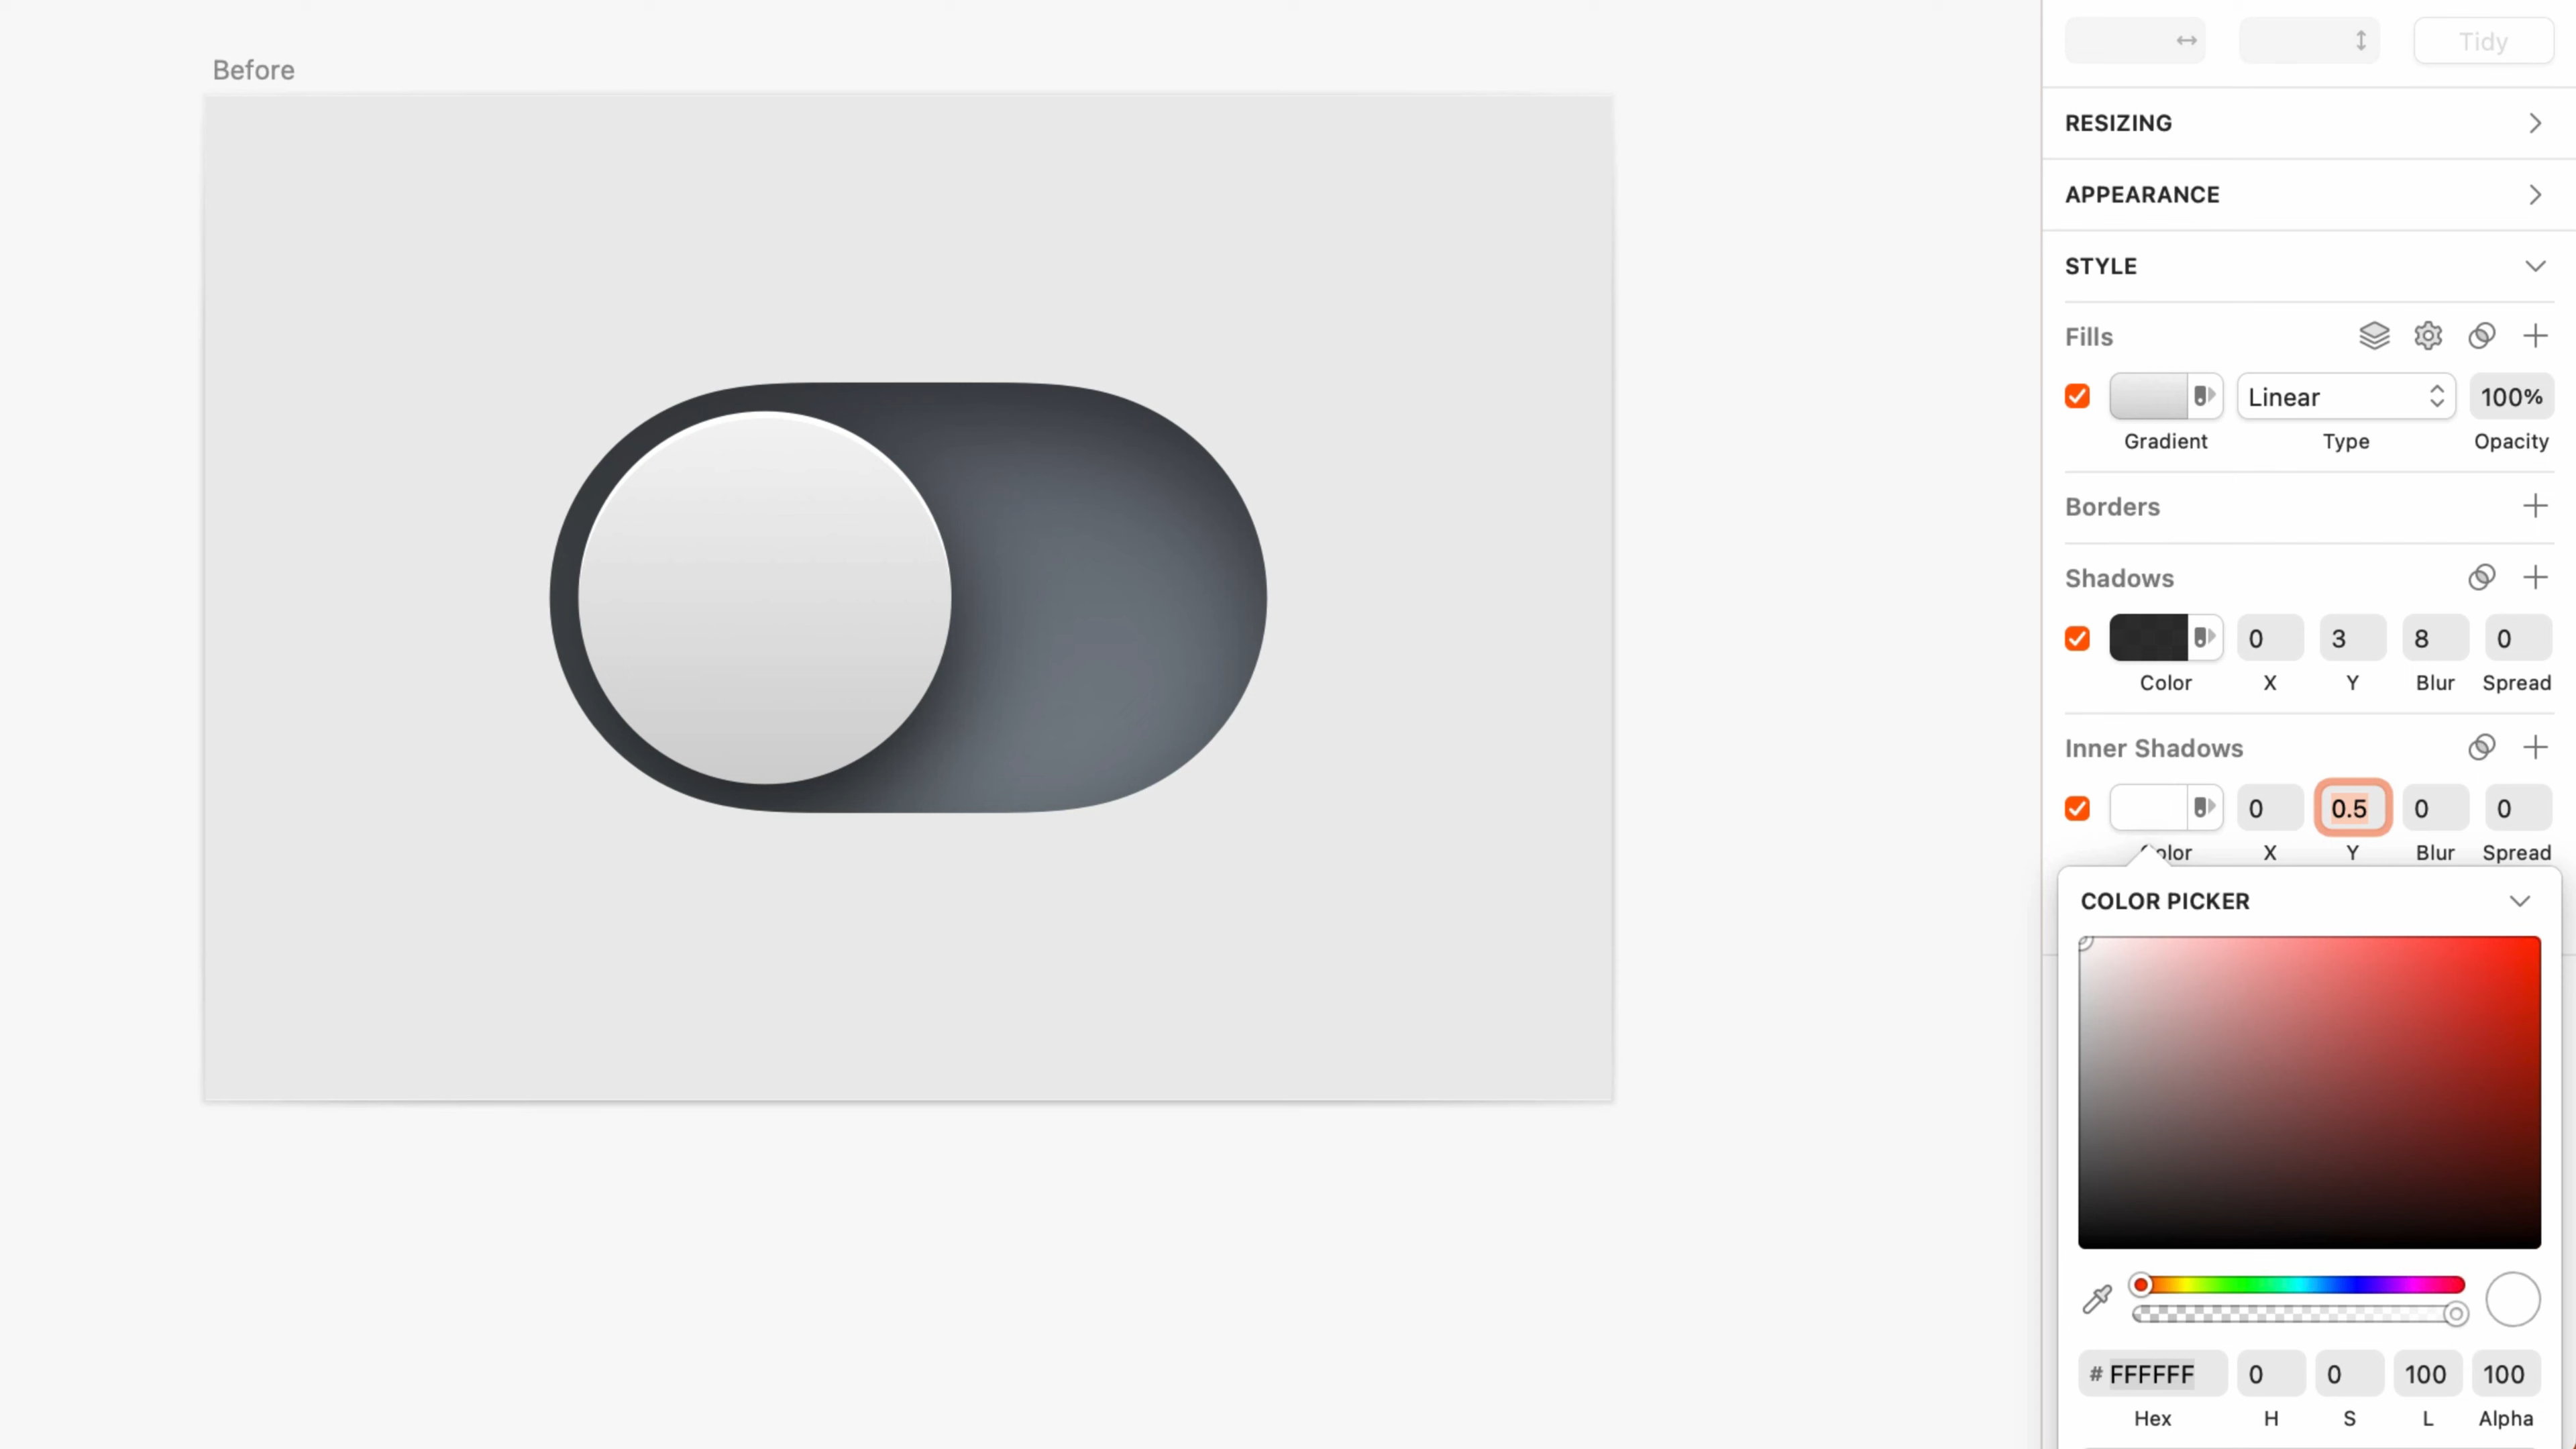 Before
Tidy
RESIZING
APPEARANCE
STYLE
Fills
Linear 100%
Gradient Type Opacity
Borders
Shadows
0 3 8 0
Color X Y Blur Spread
Inner Shadows
0 0.5 0 0
olor X Y Blur Spread
COLOR PICKER
# FFFFFF 0 0 100 100
Hex H S L Alpha